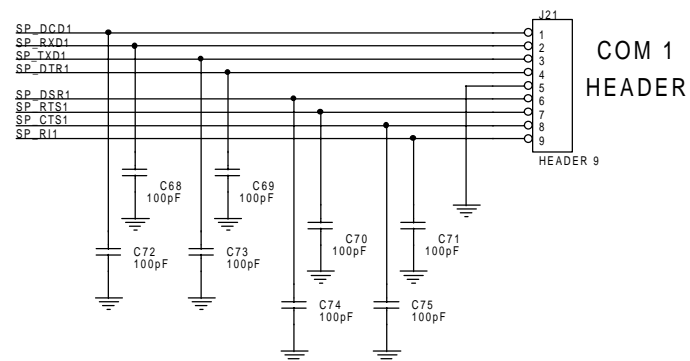 J21
SP_DCD1
SP_RXD1
SP_TXD1
SP_DTR1
SP_DSR1
SP_RTS1
SP_CTS1
SP_RI1
1
2
3
4
5
6
7
8
9
COM 1
HEADER
HEADER 9
C68
100pF
C69
100pF
C70
100pF
C71
100pF
C72
100pF
C73
100pF
C74
100pF
C75
100pF